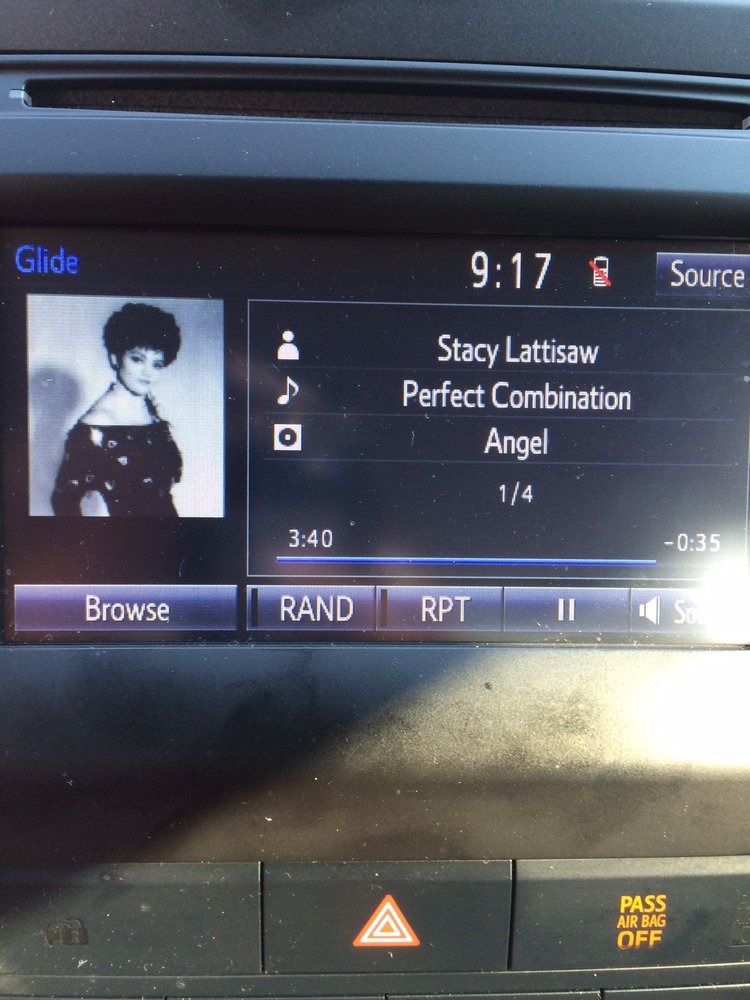 Glide
9:17
Source
Stacy Lattisaw
Perfect Combination
Angel
1/4
3:40
-0:35
Browse
RAND
RPT
PASS
AIR BAG
OFF